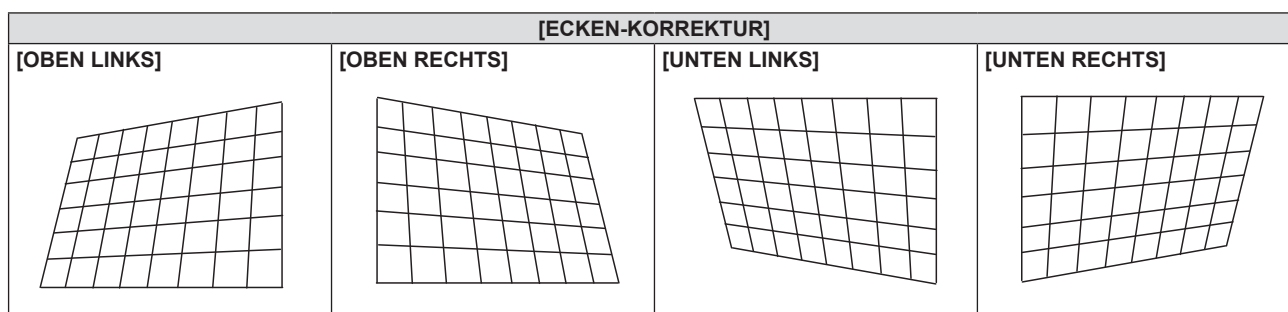 [ECKEN-KORREKTUR]
[OBEN LINKS] [OBEN RECHTS] [UNTEN LINKS] [UNTEN RECHTS]